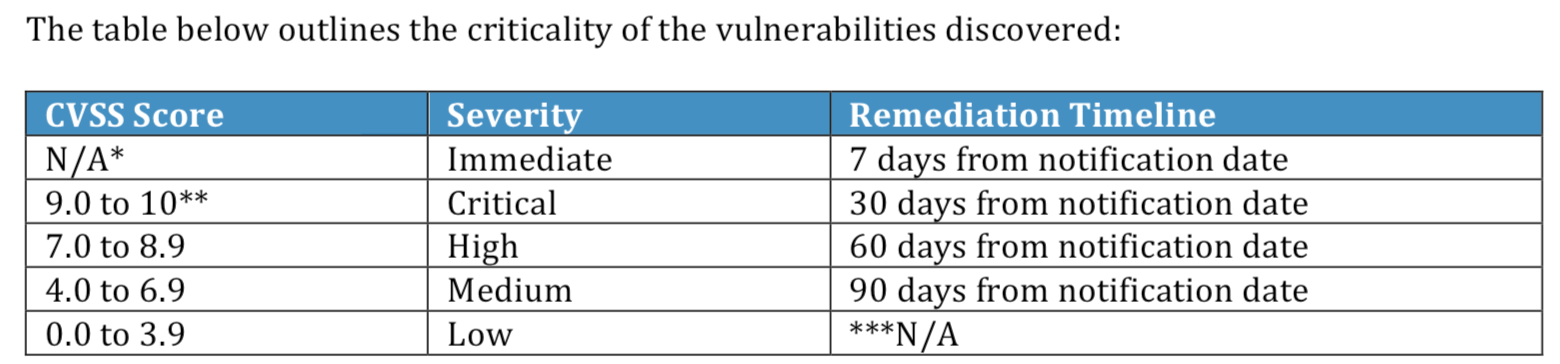 The table below outlines the criticality of the vulnerabilities discovered:
CVSS Score Severity Remediation Timeline
N/A* Immediate 7 days from notification date
9.0 to 10** Critical 30 days from notification date
7.0 to 8.9 High 60 days from notification date
4.0 to 6.9 Medium 90 days from notification date
0.0 to 3.9 Low ***N/A